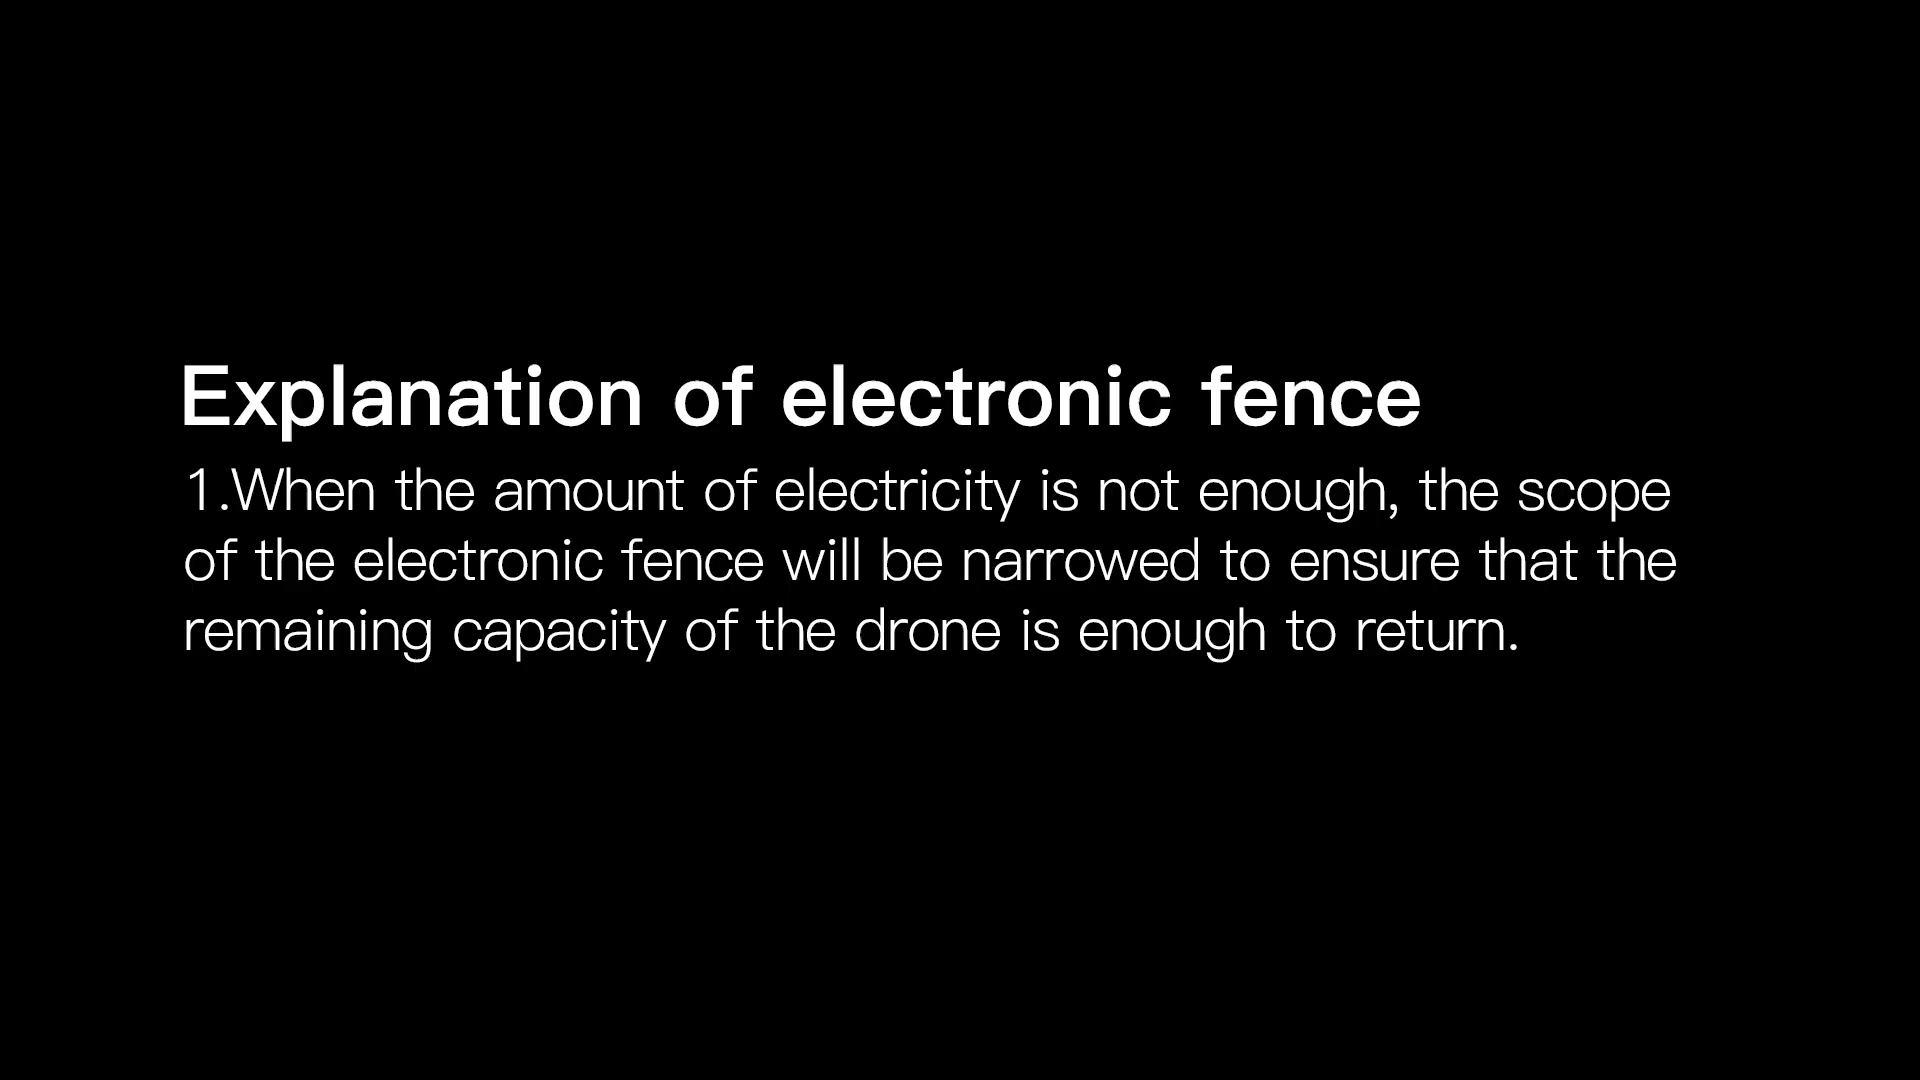 Explanation of electronic fence
1.When the amount of electricity is not enough, the scope
of the electronic fence will be narrowed to ensure that the
remaining capacity of the drone is enough to return.